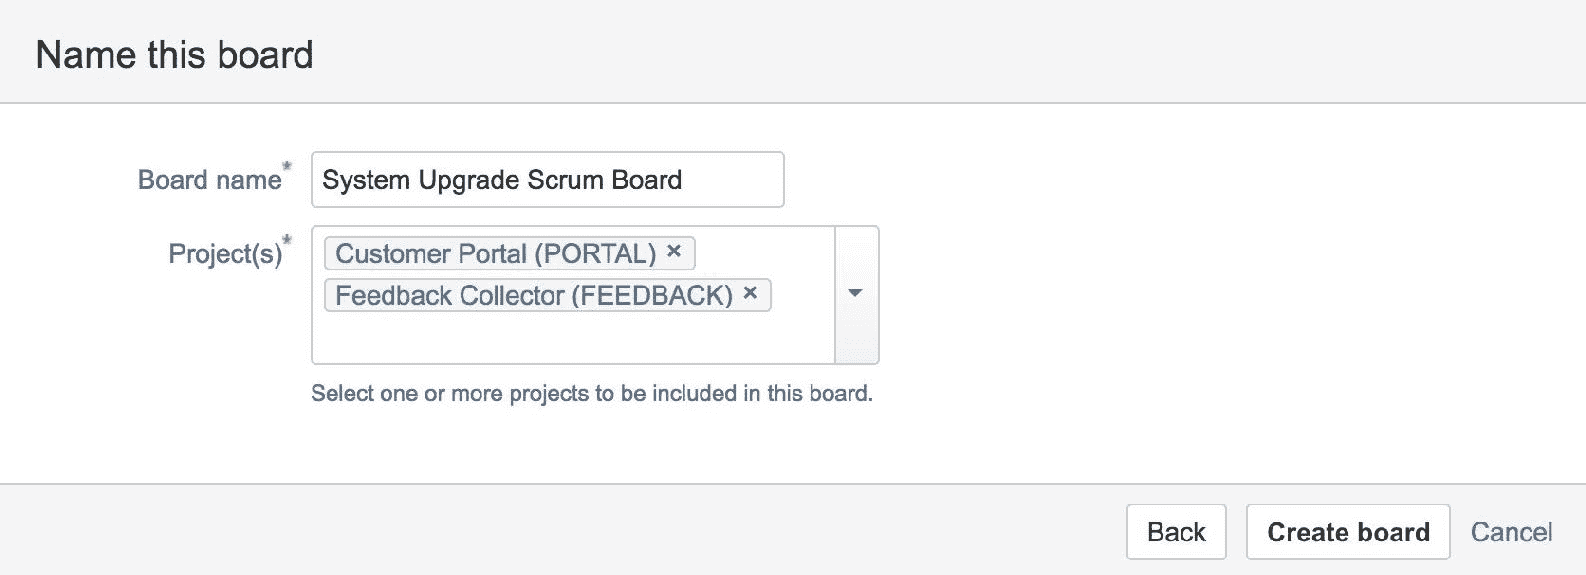 Name this board
Board name*
System Upgrade Scrum Board
Project(s)*
Customer Portal (PORTAL) ×
Feedback Collector (FEEDBACK) ×
Select one or more projects to be included in this board.
Back Create board Cancel